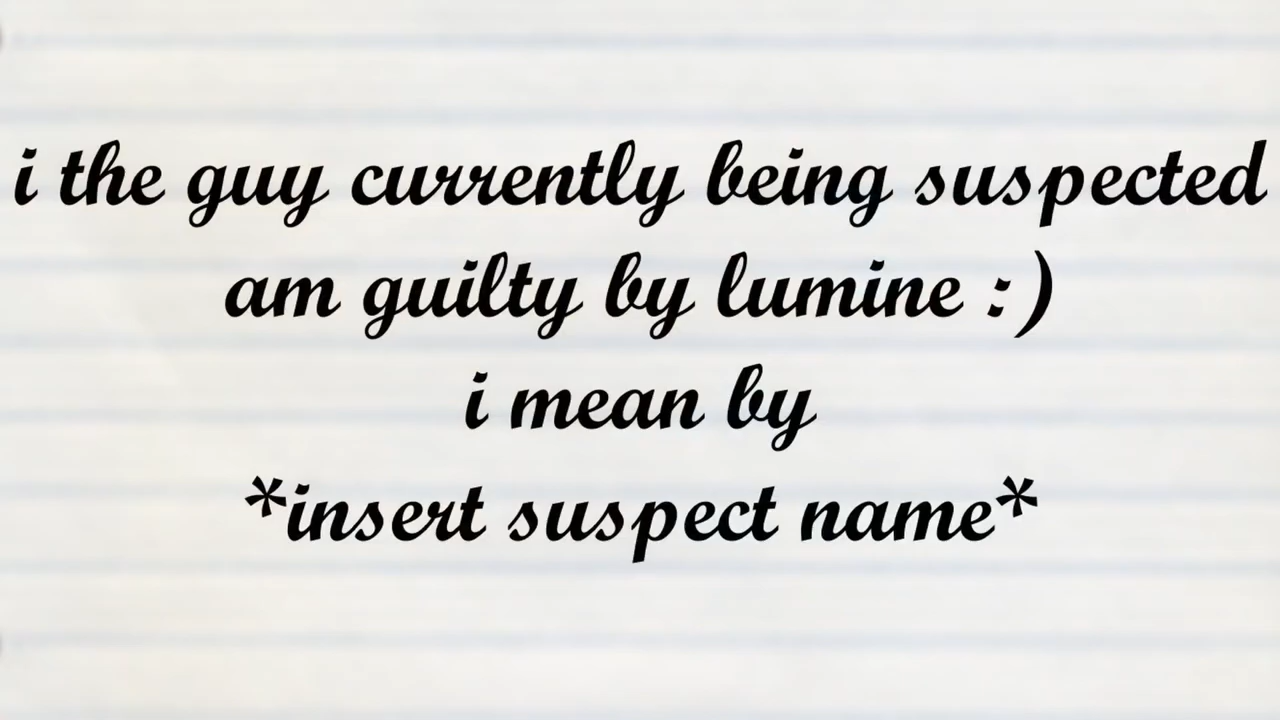 i the guy currently being suspected
am guilty by lumine :)
i mean by
*insert suspect name*